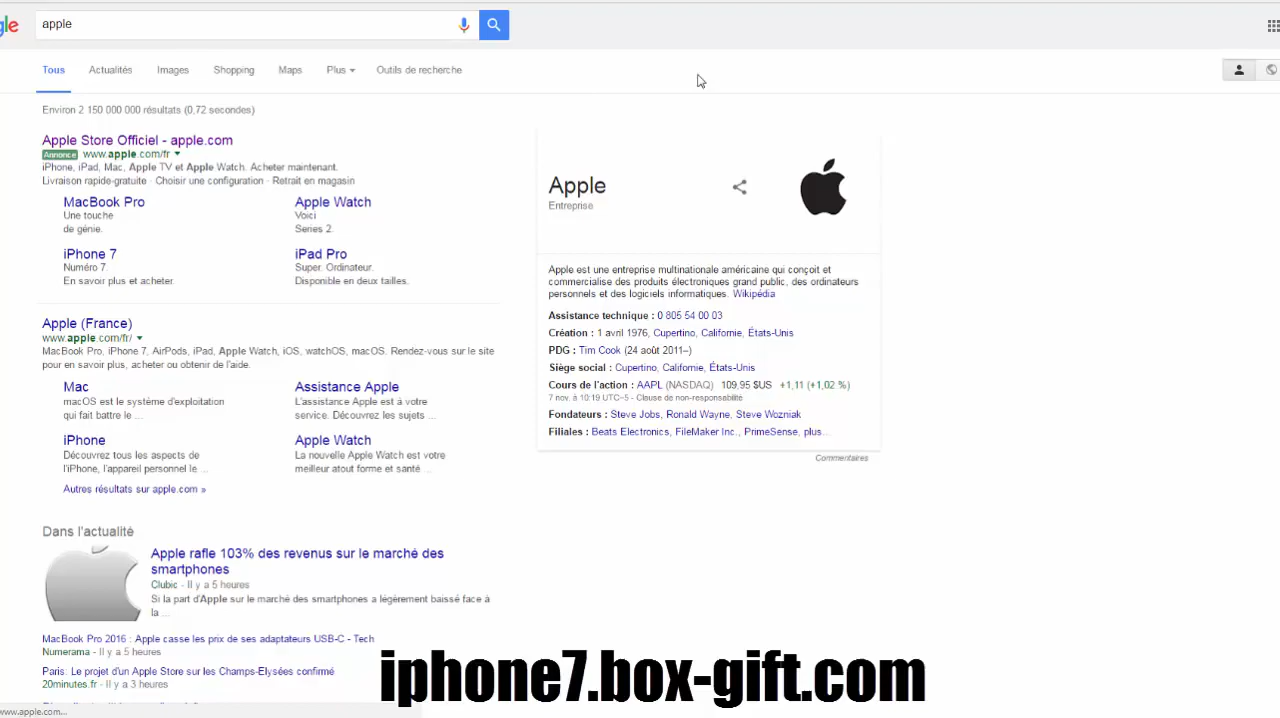 gle apple
Tous Actualités Images Shopping Maps Plus Outils de recherche
Environ 2 150 000 000 résultats (0,72 secondes)
Apple Store Officiel - apple.com
Annonce www.apple.com/fr
iPhone, iPad, Mac, Apple TV et Apple Watch. Acheter maintenant.
Livraison rapide-gratuite · Choisir une configuration · Retrait en magasin
MacBook Pro
Une touche
de génie.
Apple Watch
Voici
Series 2.
iPhone 7
Numéro 7.
En savoir plus et acheter.
iPad Pro
Super. Ordinateur.
Disponible en deux tailles.
Apple (France)
www.apple.com/fr/
MacBook Pro, iPhone 7, AirPods, iPad, Apple Watch, iOS, watchOS, macOS. Rendez-vous sur le site
pour en savoir plus, acheter ou obtenir de l'aide.
Mac
macOS est le système d'exploitation
qui fait battre le ...
Assistance Apple
L'assistance Apple est à votre
service. Découvrez les sujets ...
iPhone
Découvrez tous les aspects de
l'iPhone, l'appareil personnel le ...
Apple Watch
La nouvelle Apple Watch est votre
meilleur atout forme et santé ...
Autres résultats sur apple.com »
Dans l'actualité
Apple rafle 103% des revenus sur le marché des
smartphones
Clubic - Il y a 5 heures
Si la part d'Apple sur le marché des smartphones a légèrement baissé face à
la ...
MacBook Pro 2016 : Apple casse les prix de ses adaptateurs USB-C - Tech
Numerama - Il y a 5 heures
Paris: Le projet d'un Apple Store sur les Champs-Elysées confirmé
20minutes.fr - Il y a 3 heures
www.apple.com...
Apple
Entreprise
Apple est une entreprise multinationale américaine qui conçoit et
commercialise des produits électroniques grand public, des ordinateurs
personnels et des logiciels informatiques. Wikipédia
Assistance technique : 0 805 54 00 03
Création : 1 avril 1976, Cupertino, Californie, États-Unis
PDG : Tim Cook (24 août 2011–)
Siège social : Cupertino, Californie, États-Unis
Cours de l'action : AAPL (NASDAQ) 109,95 $US +1,11 (+1,02 %)
7 nov. à 10:19 UTC−5 - Clause de non-responsabilité
Fondateurs : Steve Jobs, Ronald Wayne, Steve Wozniak
Filiales : Beats Electronics, FileMaker Inc., PrimeSense, plus...
Commentaires
iphone7.box-gift.com